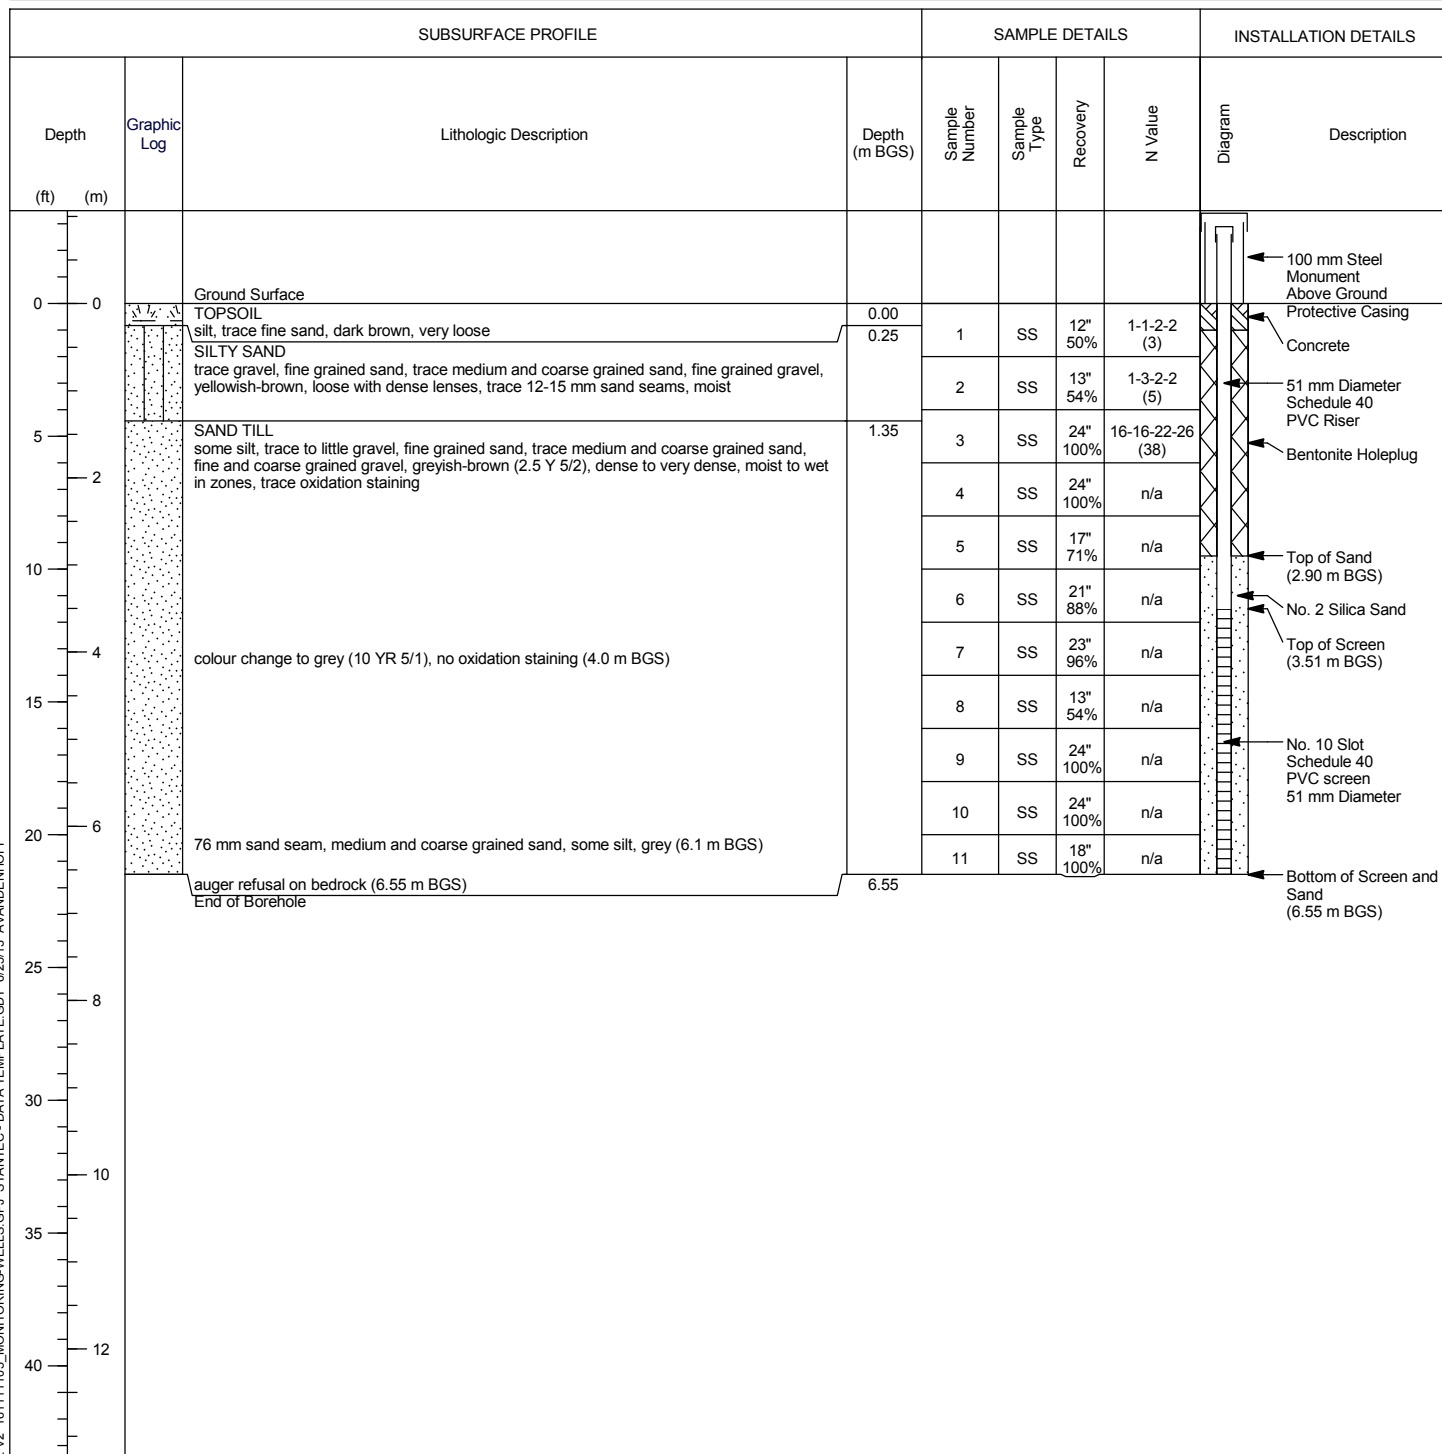 SUBSURFACE PROFILE
SAMPLE DETAILS
INSTALLATION DETAILS
Depth
(ft)
(m)
Graphic
Log
Lithologic Description
Depth
(m BGS)
Sample
Number
Sample
Type
Recovery
N Value
Diagram
Description
Ground Surface
0
0
TOPSOIL
silt, trace fine sand, dark brown, very loose
0.00
0.25
SILTY SAND
trace gravel, fine grained sand, trace medium and coarse grained sand, fine grained gravel,
yellowish-brown, loose with dense lenses, trace 12-15 mm sand seams, moist
SAND TILL
some silt, trace to little gravel, fine grained sand, trace medium and coarse grained sand,
fine and coarse grained gravel, greyish-brown (2.5 Y 5/2), dense to very dense, moist to wet
in zones, trace oxidation staining
1.35
colour change to grey (10 YR 5/1), no oxidation staining (4.0 m BGS)
76 mm sand seam, medium and coarse grained sand, some silt, grey (6.1 m BGS)
auger refusal on bedrock (6.55 m BGS)
6.55
End of Borehole
5
2
10
4
15
6
20
25
8
30
10
35
12
40
1 SS 12" 1-1-2-2
50% (3)
2 SS 13" 1-3-2-2
54% (5)
3 SS 24" 16-16-22-26
100% (38)
4 SS 24" n/a
100%
5 SS 17" n/a
71%
6 SS 21" n/a
88%
7 SS 23" n/a
96%
8 SS 13" n/a
54%
9 SS 24" n/a
100%
10 SS 24" n/a
100%
11 SS 18" n/a
100%
100 mm Steel
Monument
Above Ground
Protective Casing
Concrete
51 mm Diameter
Schedule 40
PVC Riser
Bentonite Holeplug
Top of Sand
(2.90 m BGS)
No. 2 Silica Sand
Top of Screen
(3.51 m BGS)
No. 10 Slot
Schedule 40
PVC screen
51 mm Diameter
Bottom of Screen and
Sand
(6.55 m BGS)